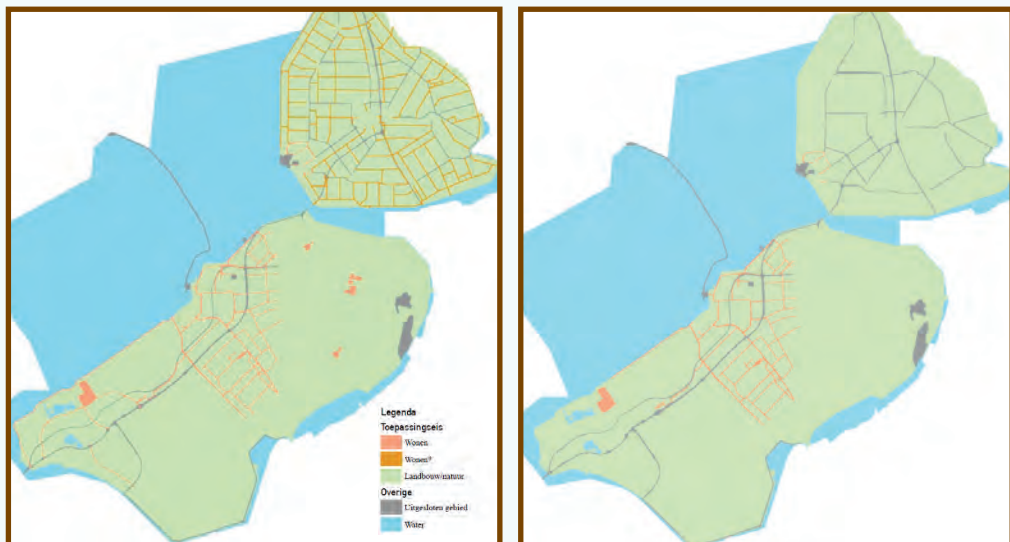 Legenda
Toepassingseis
Wonen
Wonen*
Landbouw/natuur
Overige
Uitgesloten gebied
Water